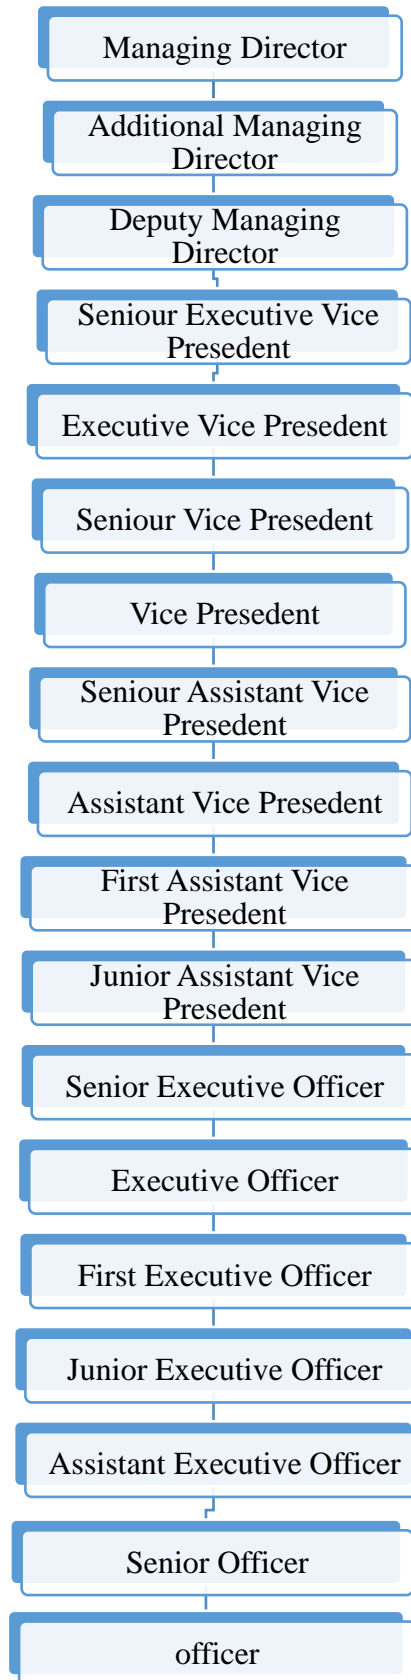 Managing Director
Additional Managing
Director
Deputy Managing
Director
Seniour Executive Vice
Presedent
Executive Vice Presedent
Seniour Vice Presedent
Vice Presedent
Seniour Assistant Vice
Presedent
Assistant Vice Presedent
First Assistant Vice
Presedent
Junior Assistant Vice
Presedent
Senior Executive Officer
Executive Officer
First Executive Officer
Junior Executive Officer
Assistant Executive Officer
Senior Officer
officer